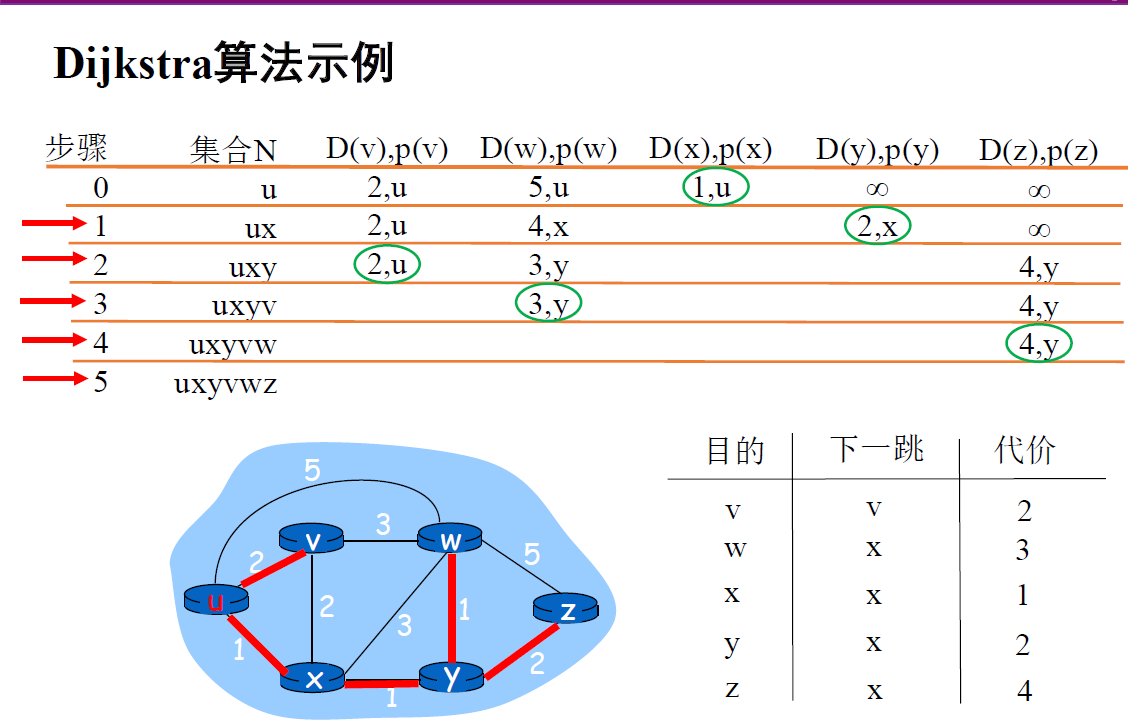 Dijkstra算法示例
步骤 集合N D(v),p(v) D(w),p(w) D(x),p(x) D(y),p(y) D(z),p(z)
0 u 2,u 5,u 1,u ∞ ∞
1 ux 2,u 4,x 2,x ∞
2 uxy 2,u 3,y 4,y
3 uxyv 3,y 4,y
4 uxyvw 4,y
5 uxyvwz
目的 下一跳 代价
v v 2
w x 3
x x 1
y x 2
z x 4
5
v 3 w
2 5
u 2 3 1 z
1 2
x 1 y